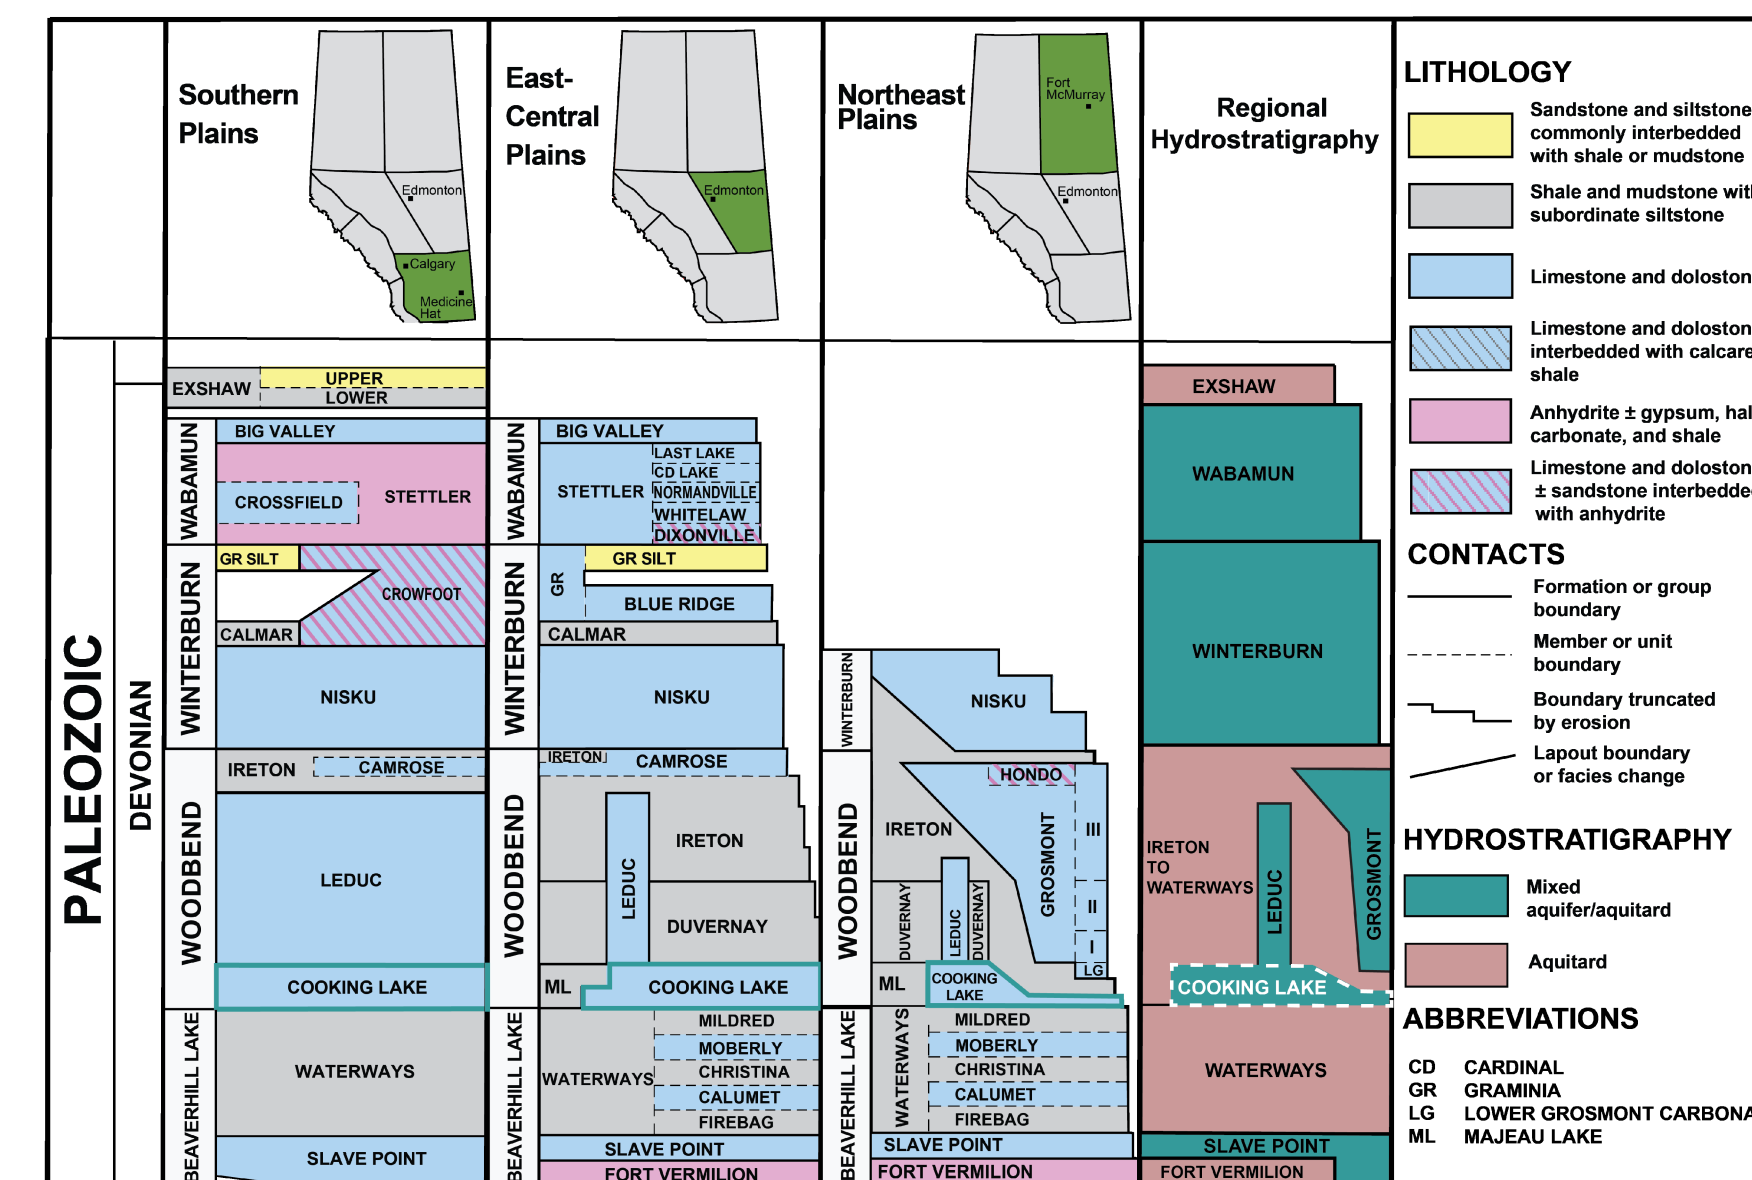 Southern
Plains
Edmonton
Calgary
Medicine
Hat
East-
Central
Plains
Edmonton
Northeast
Plains
Fort
McMurray
Edmonton
Regional
Hydrostratigraphy
PALEOZOIC
DEVONIAN
EXSHAW
UPPER
LOWER
WABAMUN
BIG VALLEY
CROSSFIELD
STETTLER
WINTERBURN
GR SILT
CROWFOOT
CALMAR
NISKU
WOODBEND
IRETON
CAMROSE
LEDUC
COOKING LAKE
BEAVERHILL LAKE
WATERWAYS
SLAVE POINT
WABAMUN
BIG VALLEY
STETTLER
LAST LAKE
CD LAKE
NORMANDVILLE
WHITELAW
DIXONVILLE
WINTERBURN
GR
GR SILT
BLUE RIDGE
CALMAR
NISKU
WOODBEND
IRETON
CAMROSE
IRETON
LEDUC
DUVERNAY
ML
COOKING LAKE
BEAVERHILL LAKE
WATERWAYS
MILDRED
MOBERLY
CHRISTINA
CALUMET
FIREBAG
SLAVE POINT
FORT VERMILION
WINTERBURN
NISKU
WOODBEND
HONDO
IRETON
GROSMONT
III
II
I
LG
DUVERNAY
LEDUC
DUVERNAY
ML
COOKING
LAKE
BEAVERHILL LAKE
WATERWAYS
MILDRED
MOBERLY
CHRISTINA
CALUMET
FIREBAG
SLAVE POINT
FORT VERMILION
EXSHAW
WABAMUN
WINTERBURN
IRETON
TO
WATERWAYS
LEDUC
GROSMONT
COOKING LAKE
WATERWAYS
SLAVE POINT
FORT VERMILION
LITHOLOGY
Sandstone and siltstone
commonly interbedded
with shale or mudstone
Shale and mudstone with
subordinate siltstone
Limestone and doloston
Limestone and doloston
interbedded with calcare
shale
Anhydrite ± gypsum, hal
carbonate, and shale
Limestone and doloston
± sandstone interbedde
with anhydrite
CONTACTS
Formation or group
boundary
Member or unit
boundary
Boundary truncated
by erosion
Lapout boundary
or facies change
HYDROSTRATIGRAPHY
Mixed
aquifer/aquitard
Aquitard
ABBREVIATIONS
CD CARDINAL
GR GRAMINIA
LG LOWER GROSMONT CARBONA
ML MAJEAU LAKE